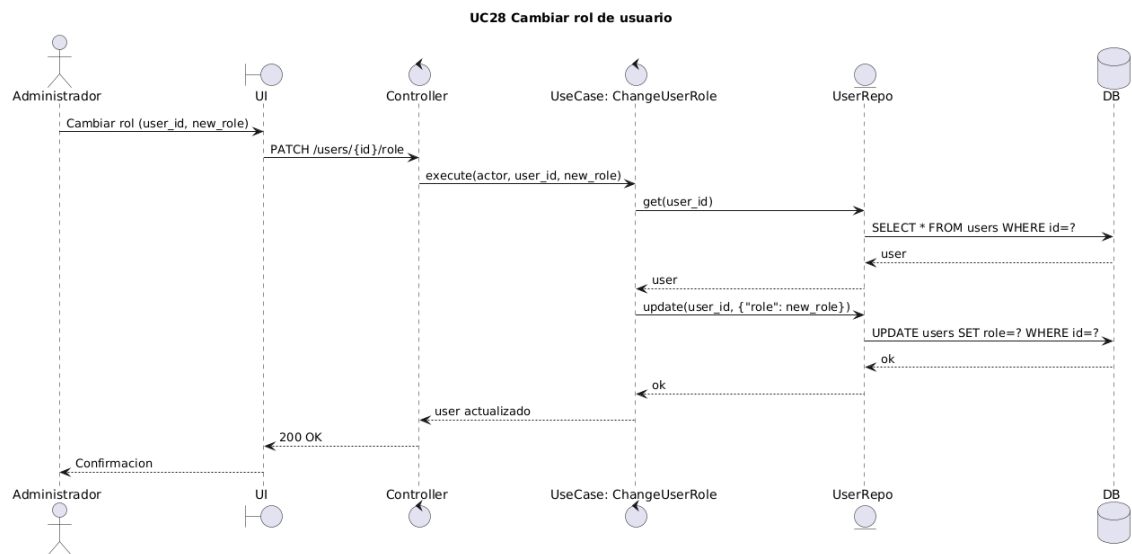 UC28 Cambiar rol de usuario
Administrador
UI
Controller
UseCase: ChangeUserRole
UserRepo
DB
Cambiar rol (user_id, new_role)
PATCH /users/{id}/role
execute(actor, user_id, new_role)
get(user_id)
SELECT * FROM users WHERE id=?
user
user
update(user_id, {"role": new_role})
UPDATE users SET role=? WHERE id=?
ok
ok
user actualizado
200 OK
Confirmacion
Administrador
UI
Controller
UseCase: ChangeUserRole
UserRepo
DB